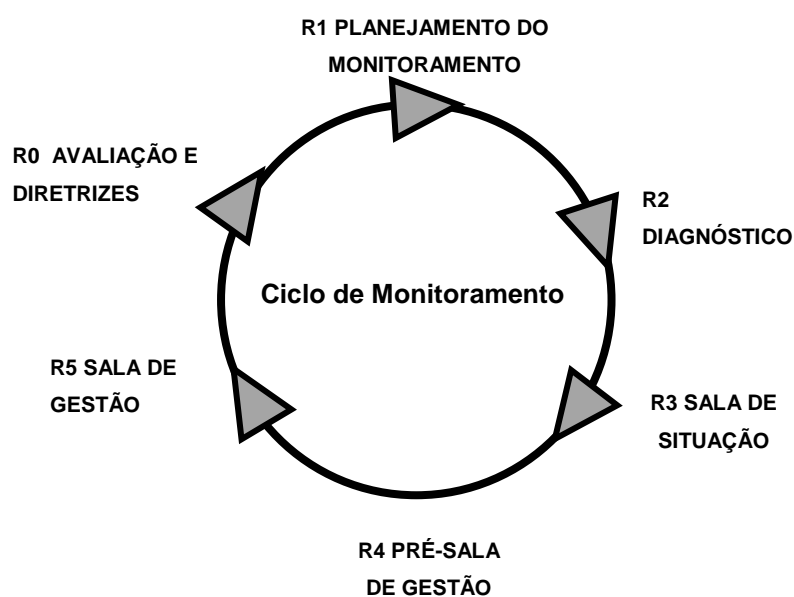 R1 PLANEJAMENTO DO
MONITORAMENTO
R0 AVALIAÇÃO E
DIRETRIZES
R2
DIAGNÓSTICO
Ciclo de Monitoramento
R5 SALA DE
GESTÃO
R3 SALA DE
SITUAÇÃO
R4 PRÉ-SALA
DE GESTÃO